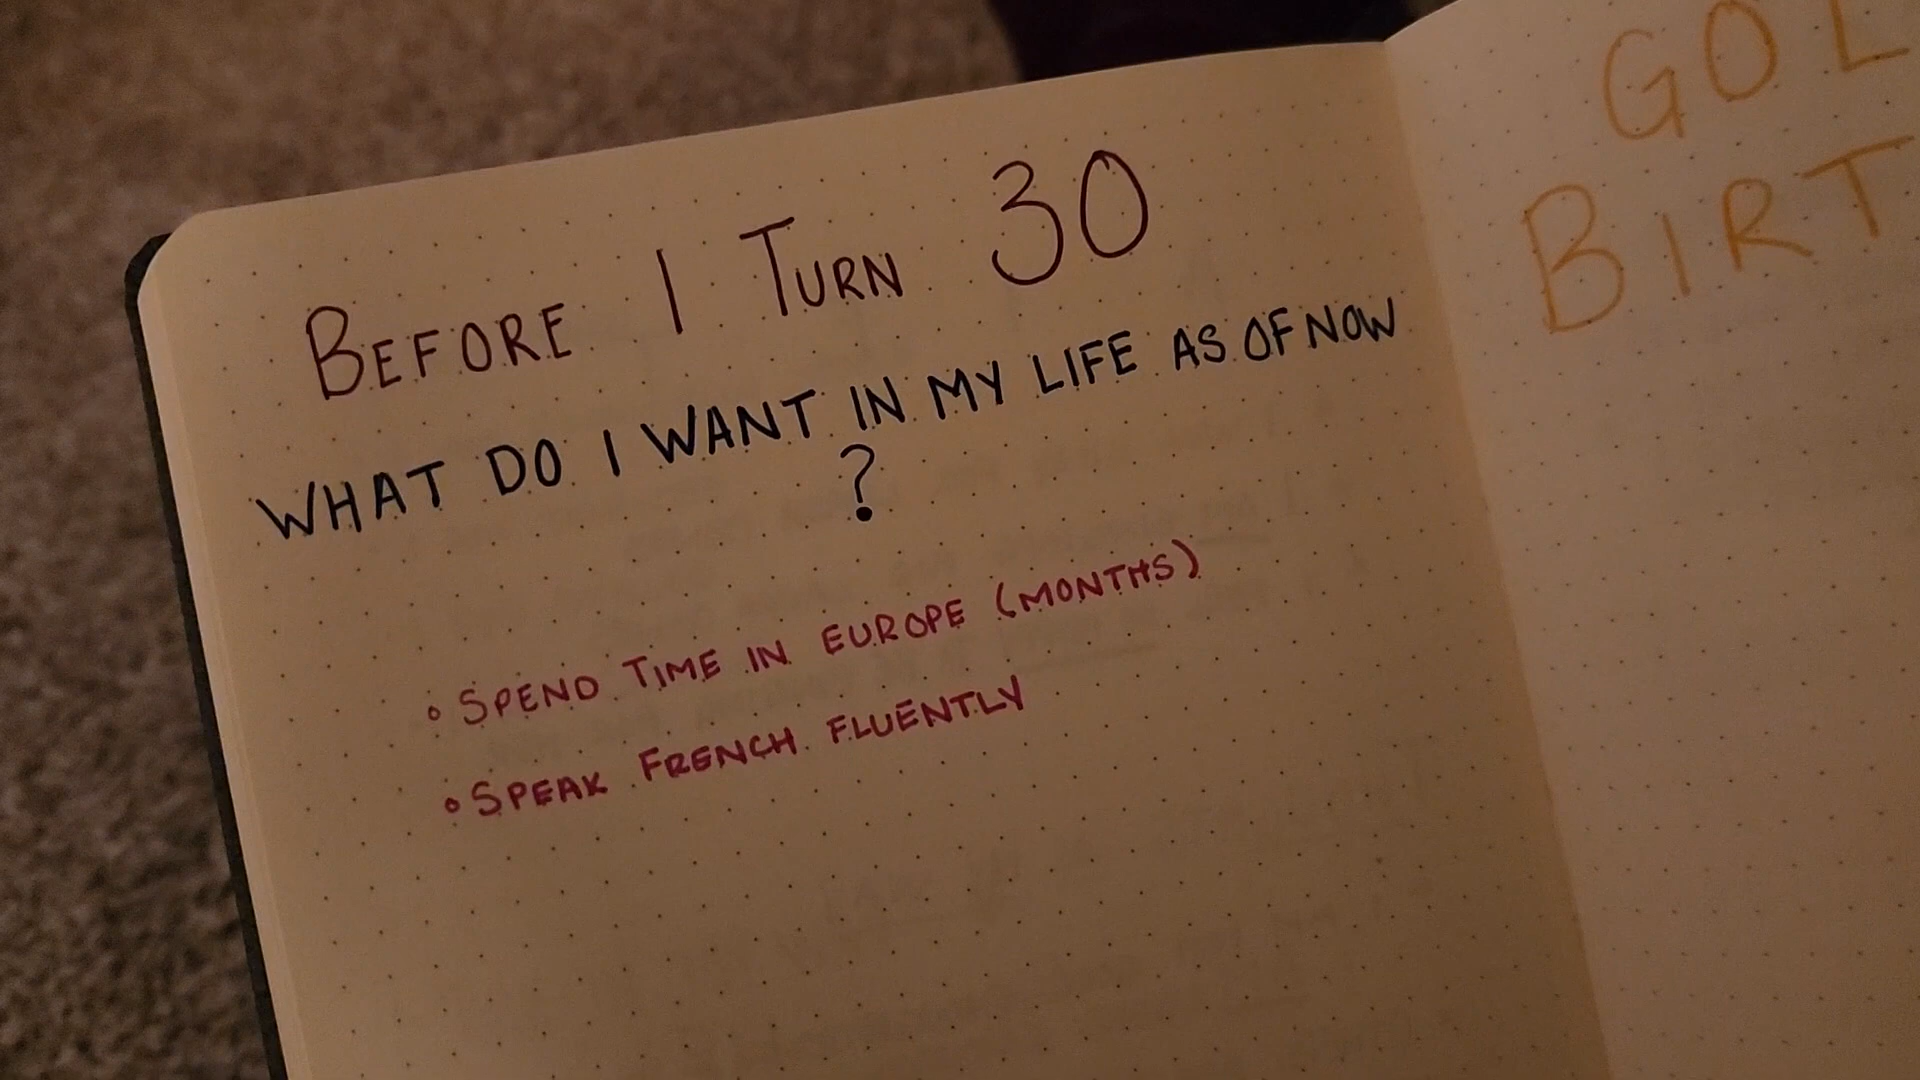 BEFORE I TURN 30
WHAT DO I WANT IN MY LIFE AS OF NOW
?
• SPEND TIME IN EUROPE (MONTHS)
• SPEAK FRENCH FLUENTLY
GOL
BIRT